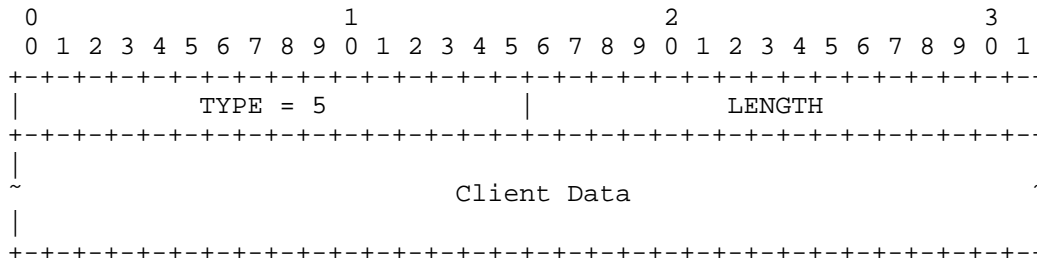 0                   1                   2                   3
 0 1 2 3 4 5 6 7 8 9 0 1 2 3 4 5 6 7 8 9 0 1 2 3 4 5 6 7 8 9 0 1
+-+-+-+-+-+-+-+-+-+-+-+-+-+-+-+-+-+-+-+-+-+-+-+-+-+-+-+-+-+-+-+-
|           TYPE = 5            |            LENGTH
+-+-+-+-+-+-+-+-+-+-+-+-+-+-+-+-+-+-+-+-+-+-+-+-+-+-+-+-+-+-+-+-
|
~                           Client Data                         ~
|
+-+-+-+-+-+-+-+-+-+-+-+-+-+-+-+-+-+-+-+-+-+-+-+-+-+-+-+-+-+-+-+-